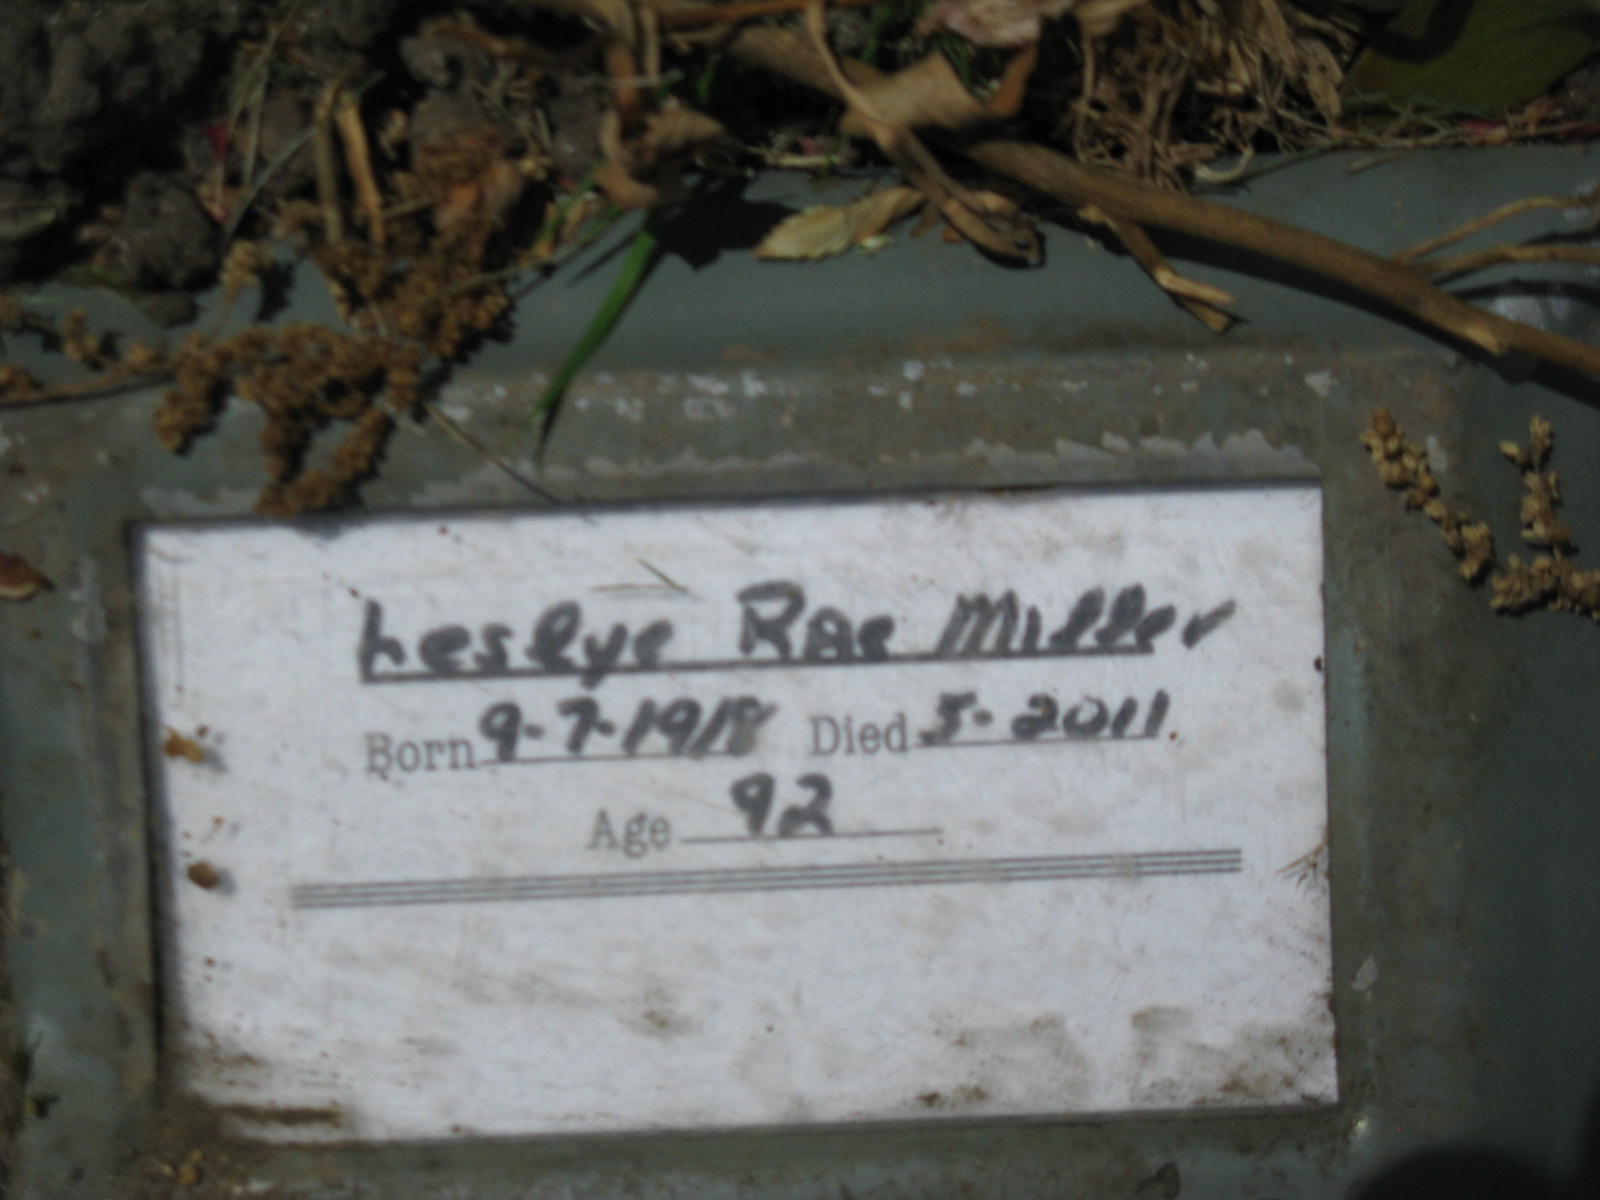 Leslye Rae Miller
Born 9-7-1918 Died 5-2011
Age 92